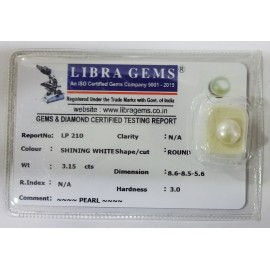 LIBRA GEMS®
An ISO Certified Gems Company 9001 - 2015
Registered Under the Trade Marks with Govt. of India
website : www.libragems.co.in
GEMS & DIAMOND CERTIFIED TESTING REPORT
ReportNo: LP 210 Clarity : N/A
Colour : SHINING WHITE Shape/cut : ROUND
Wt : 3.15 cts Dimension : 8.6-8.5-5.6
R.Index : N/A Hardness : 3.0
Comment : ~~~~ PEARL ~~~~